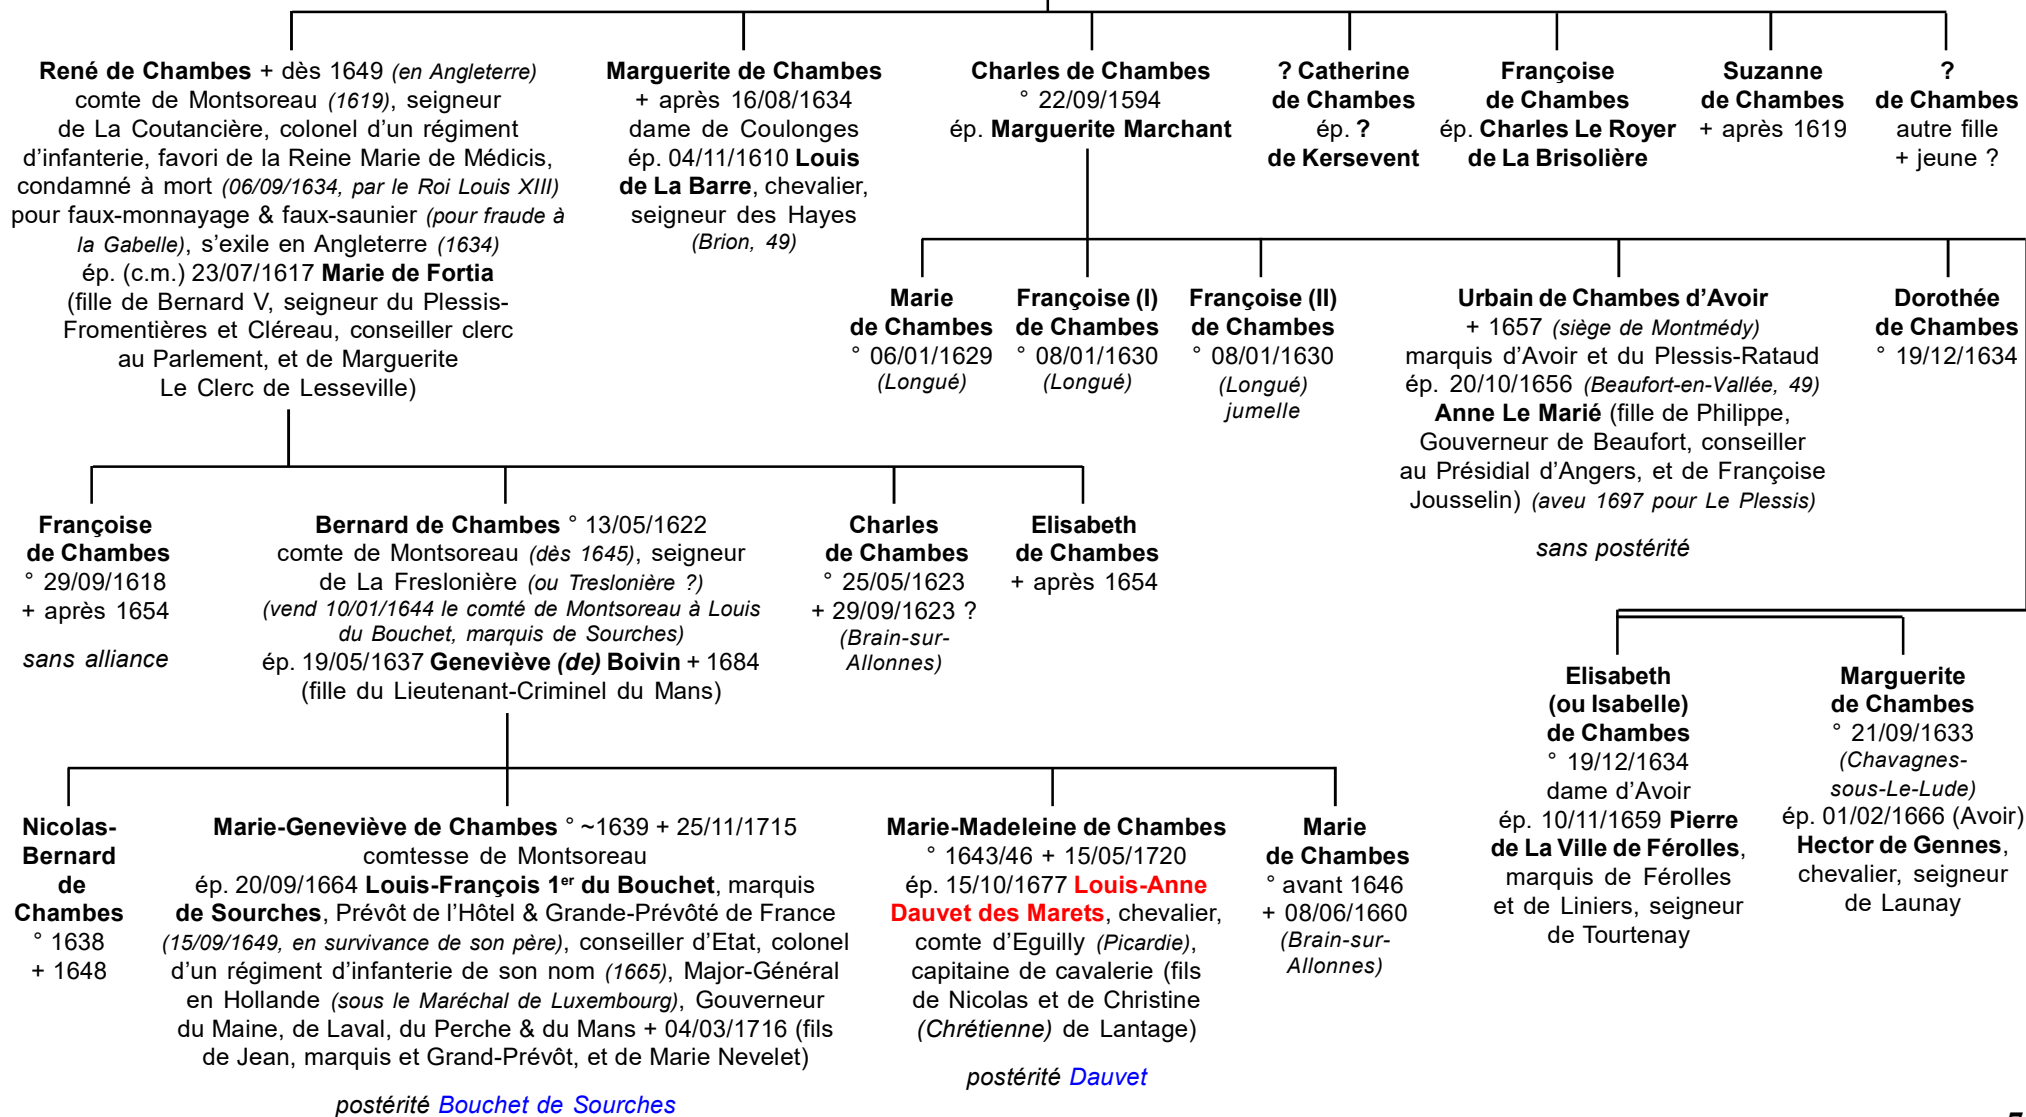 René de Chambes + dès 1649 (en Angleterre)
comte de Montsoreau (1619), seigneur
de La Coutancière, colonel d’un régiment
d’infanterie, favori de la Reine Marie de Médicis,
condamné à mort (06/09/1634, par le Roi Louis XIII)
pour faux-monnayage & faux-saunier (pour fraude à
la Gabelle), s’exile en Angleterre (1634)
ép. (c.m.) 23/07/1617 Marie de Fortia
(fille de Bernard V, seigneur du Plessis-
Fromentières et Cléreau, conseiller clerc
au Parlement, et de Marguerite
Le Clerc de Lesseville)
Marguerite de Chambes
+ après 16/08/1634
dame de Coulonges
ép. 04/11/1610 Louis
de La Barre, chevalier,
seigneur des Hayes
(Brion, 49)
Charles de Chambes
° 22/09/1594
ép. Marguerite Marchant
? Catherine
de Chambes
ép. ?
de Kersevent
Françoise
de Chambes
ép. Charles Le Royer
de La Brisolière
Suzanne
de Chambes
+ après 1619
?
de Chambes
autre fille
+ jeune ?
Marie
de Chambes
° 06/01/1629
(Longué)
Françoise (I)
de Chambes
° 08/01/1630
(Longué)
Françoise (II)
de Chambes
° 08/01/1630
(Longué)
jumelle
Urbain de Chambes d’Avoir
+ 1657 (siège de Montmédy)
marquis d’Avoir et du Plessis-Rataud
ép. 20/10/1656 (Beaufort-en-Vallée, 49)
Anne Le Marié (fille de Philippe,
Gouverneur de Beaufort, conseiller
au Présidial d’Angers, et de Françoise
Jousselin) (aveu 1697 pour Le Plessis)
sans postérité
Dorothée
de Chambes
° 19/12/1634
Françoise
de Chambes
° 29/09/1618
+ après 1654
sans alliance
Bernard de Chambes ° 13/05/1622
comte de Montsoreau (dès 1645), seigneur
de La Freslonière (ou Treslonière ?)
(vend 10/01/1644 le comté de Montsoreau à Louis
du Bouchet, marquis de Sourches)
ép. 19/05/1637 Geneviève (de) Boivin + 1684
(fille du Lieutenant-Criminel du Mans)
Charles
de Chambes
° 25/05/1623
+ 29/09/1623 ?
(Brain-sur-
Allonnes)
Elisabeth
de Chambes
+ après 1654
Elisabeth
(ou Isabelle)
de Chambes
° 19/12/1634
dame d’Avoir
ép. 10/11/1659 Pierre
de La Ville de Férolles,
marquis de Férolles
et de Liniers, seigneur
de Tourtenay
Marguerite
de Chambes
° 21/09/1633
(Chavagnes-
sous-Le-Lude)
ép. 01/02/1666 (Avoir)
Hector de Gennes,
chevalier, seigneur
de Launay
Nicolas-
Bernard
de
Chambes
° 1638
+ 1648
Marie-Geneviève de Chambes ° ~1639 + 25/11/1715
comtesse de Montsoreau
ép. 20/09/1664 Louis-François 1er du Bouchet, marquis
de Sourches, Prévôt de l’Hôtel & Grande-Prévôté de France
(15/09/1649, en survivance de son père), conseiller d’Etat, colonel
d’un régiment d’infanterie de son nom (1665), Major-Général
en Hollande (sous le Maréchal de Luxembourg), Gouverneur
du Maine, de Laval, du Perche & du Mans + 04/03/1716 (fils
de Jean, marquis et Grand-Prévôt, et de Marie Nevelet)
postérité Bouchet de Sourches
Marie-Madeleine de Chambes
° 1643/46 + 15/05/1720
ép. 15/10/1677 Louis-Anne
Dauvet des Marets, chevalier,
comte d’Eguilly (Picardie),
capitaine de cavalerie (fils
de Nicolas et de Christine
(Chrétienne) de Lantage)
postérité Dauvet
Marie
de Chambes
° avant 1646
+ 08/06/1660
(Brain-sur-
Allonnes)